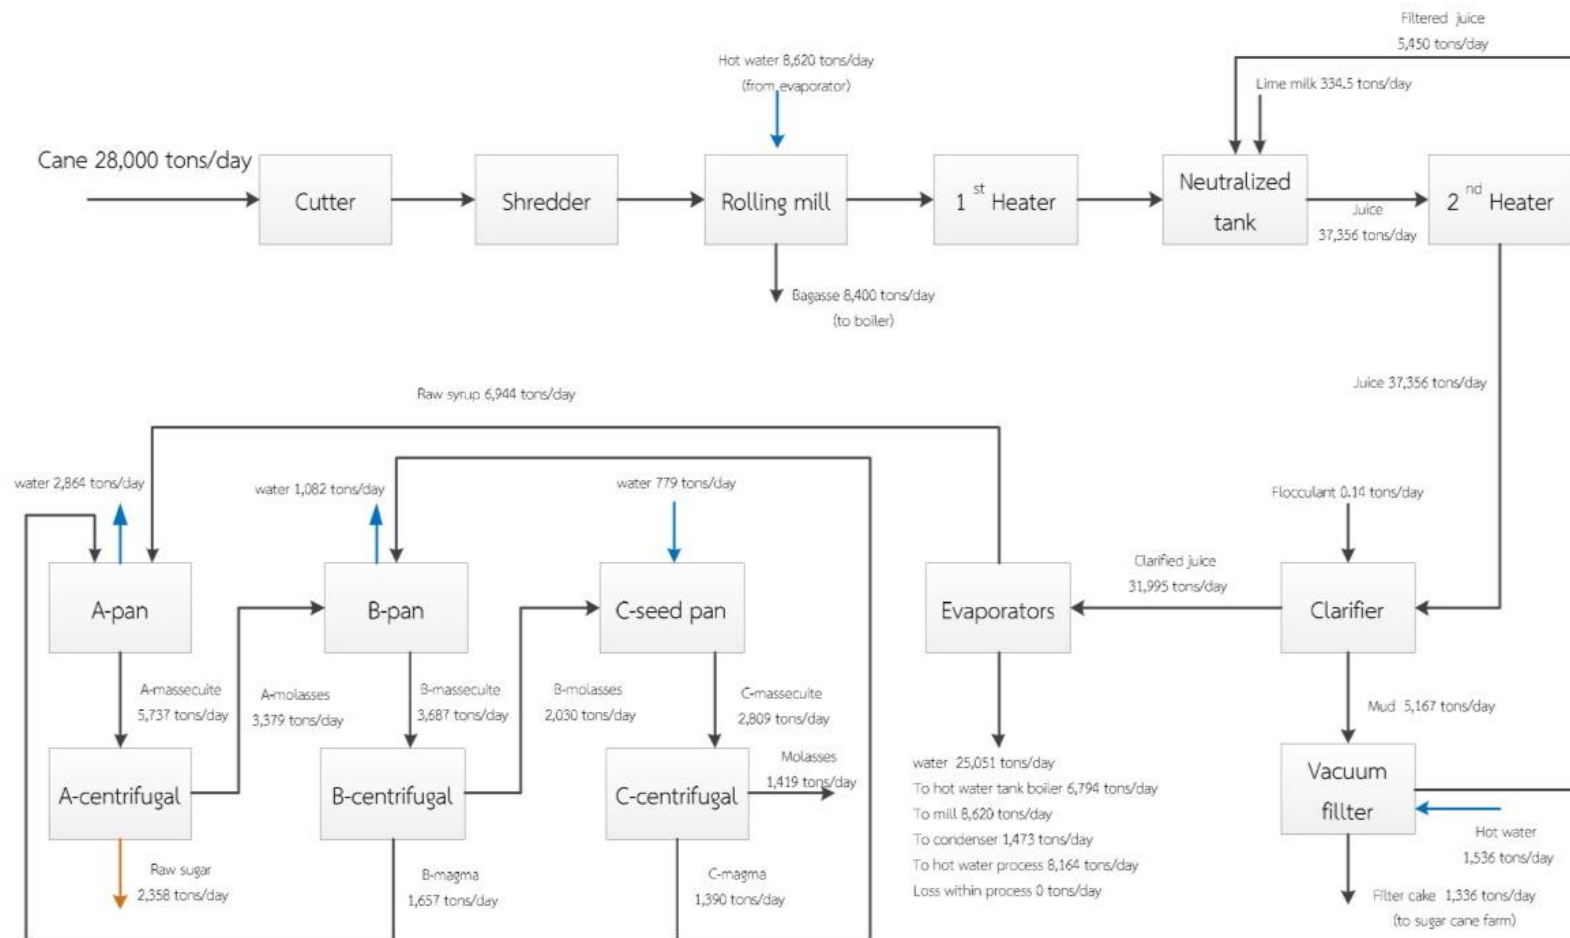 Filtered juice
5,450 tons/day
Hot water 8,620 tons/day
(from evaporator)
Lime milk 334.5 tons/day
Cane 28,000 tons/day
Cutter
Shredder
Rolling mill
1 st Heater
Neutralized
tank
Juice
37,356 tons/day
2 nd Heater
Bagasse 8,400 tons/day
(to boiler)
Juice 37,356 tons/day
Raw syrup 6,944 tons/day
water 2,864 tons/day
water 1,082 tons/day
water 779 tons/day
Flocculant 0.14 tons/day
Clarified juice
31,995 tons/day
A-pan
B-pan
C-seed pan
Evaporators
Clarifier
A-massecuite
5,737 tons/day
A-molasses
3,379 tons/day
B-massecuite
3,687 tons/day
B-molasses
2,030 tons/day
C-massecuite
2,809 tons/day
Mud 5,167 tons/day
A-centrifugal
B-centrifugal
C-centrifugal
Molasses
1,419 tons/day
water 25,051 tons/day
To hot water tank boiler 6,794 tons/day
To mill 8,620 tons/day
To condenser 1,473 tons/day
To hot water process 8,164 tons/day
Loss within process 0 tons/day
Vacuum
fillter
Hot water
1,536 tons/day
Raw sugar
2,358 tons/day
B-magma
1,657 tons/day
C-magma
1,390 tons/day
Filter cake 1,336 tons/day
(to sugar cane farm)